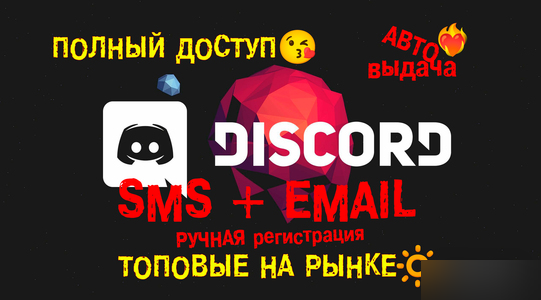 ПОЛНЫЙ ДОСТУП😘
АВТО❤️‍🔥
выдача
DISCORD
SMS + EMAIL
РУЧНАЯ регистрация
ТОПОВЫЕ НА РЫНКЕ🔆